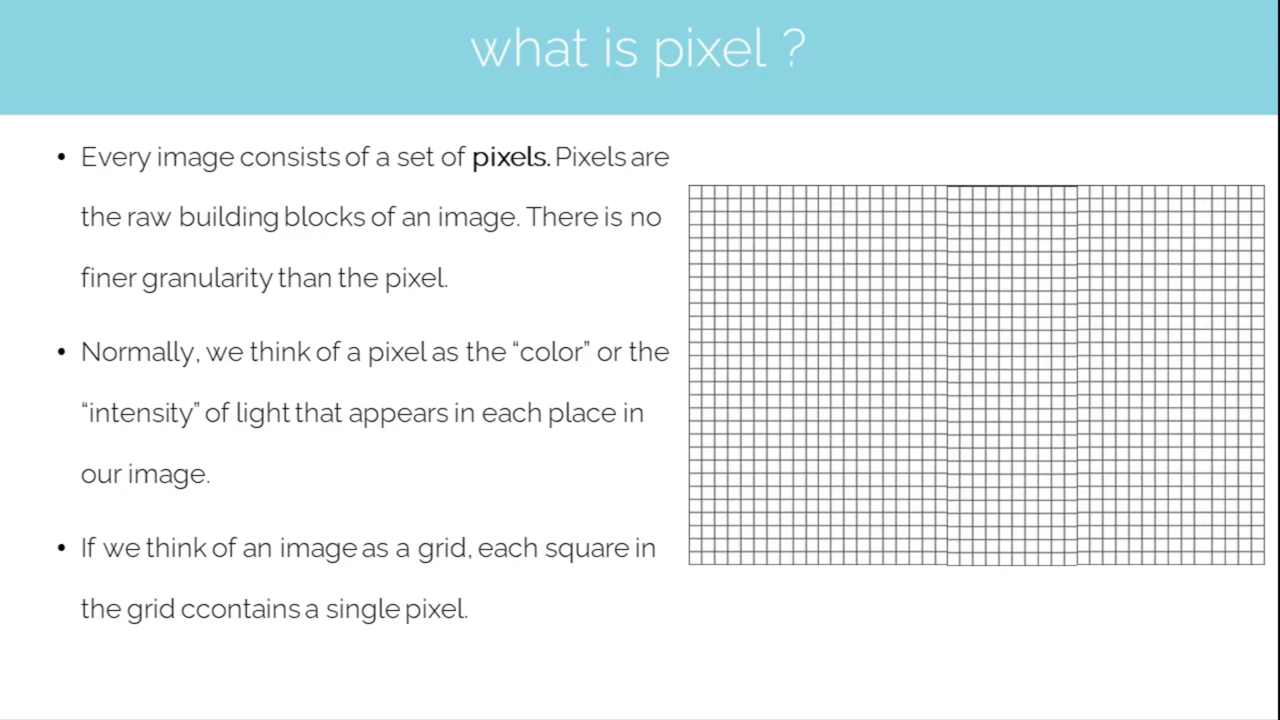 what is pixel ?
• Every image consists of a set of pixels. Pixels are
the raw building blocks of an image. There is no
finer granularity than the pixel.
• Normally, we think of a pixel as the “color” or the
“intensity” of light that appears in each place in
our image.
• If we think of an image as a grid, each square in
the grid ccontains a single pixel.